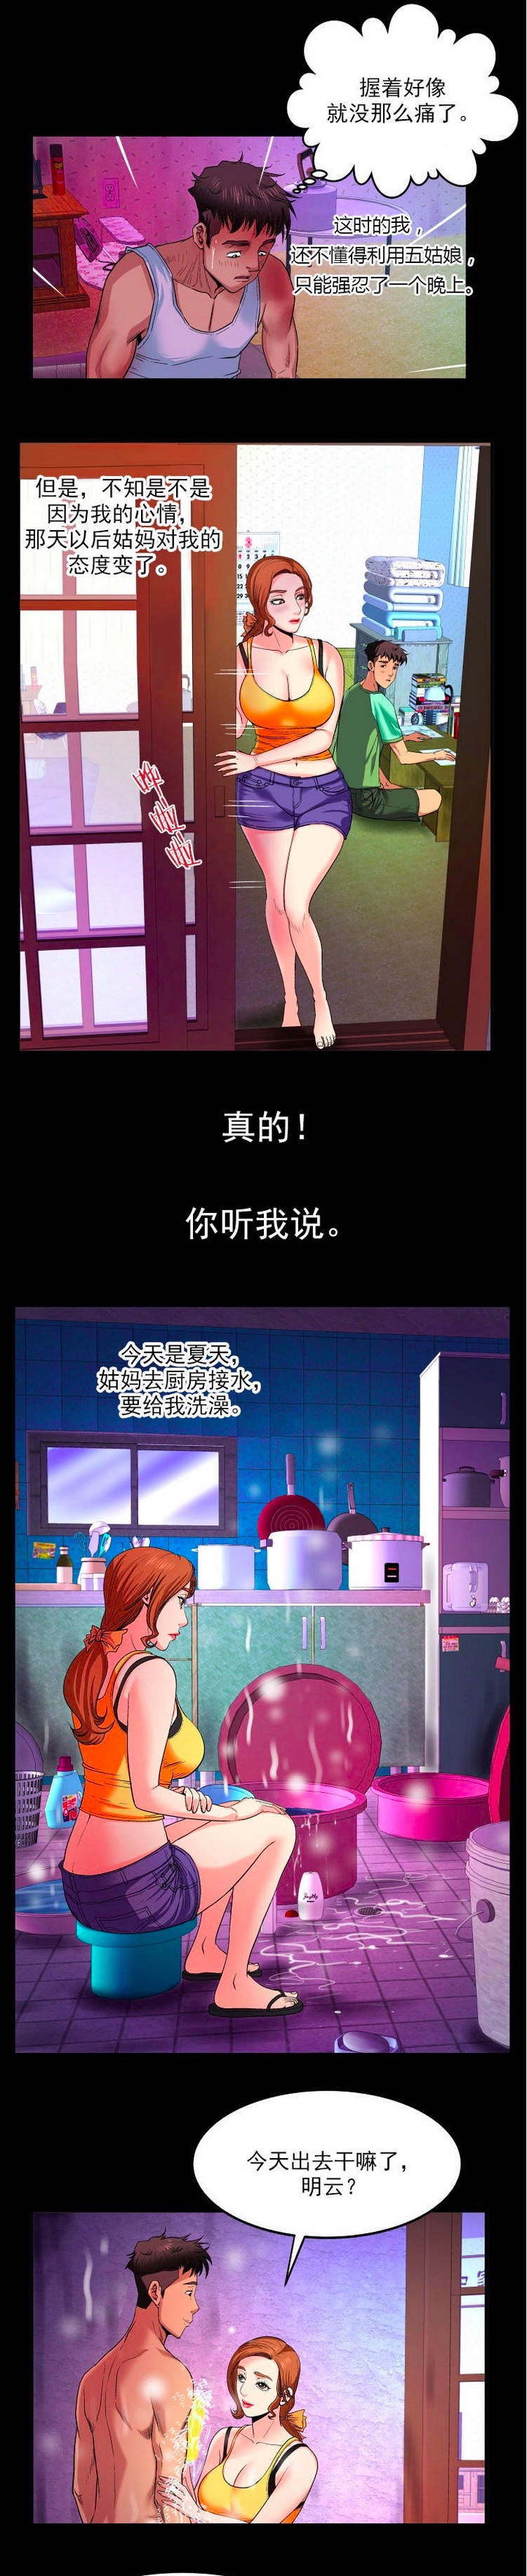 握着好像
就没那么痛了。
这时的我，
还不懂得利用五姑娘，
只能强忍了一个晚上。
但是，不知是不是
因为我的心情，
那天以后姑妈对我的
态度变了。
真的！
你听我说。
今天是夏天，
姑妈去厨房接水，
要给我洗澡。
今天出去干嘛了，
明云？